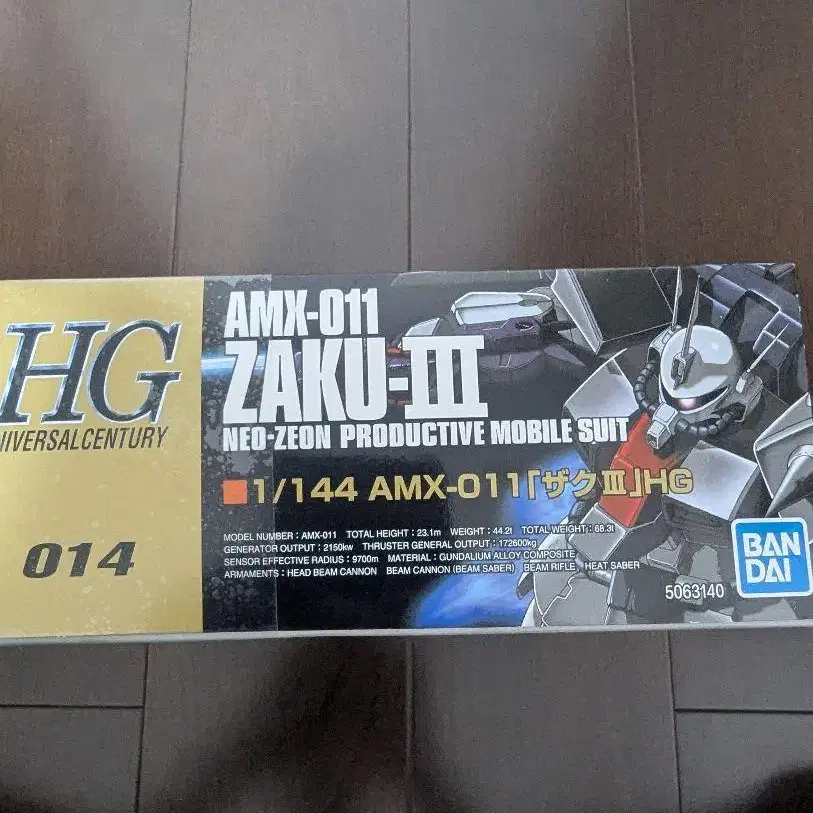 HG
NIVERSALCENTURY
014
AMX-011
ZAKU-III
NEO-ZEON PRODUCTIVE MOBILE SUIT
■1/144 AMX-011「ザクⅢ」HG
MODEL NUMBER : AMX-011 TOTAL HEIGHT : 23.1m WEIGHT : 44.2t TOTAL WEIGHT : 68.3t
GENERATOR OUTPUT : 2150kw THRUSTER GENERAL OUTPUT : 172600kg
SENSOR EFFECTIVE RADIUS : 9700m MATERIAL : GUNDALIUM ALLOY COMPOSITE
ARMAMENTS : HEAD BEAM CANNON BEAM CANNON (BEAM SABER) BEAM RIFLE HEAT SABER
BAN
DAI
5063140